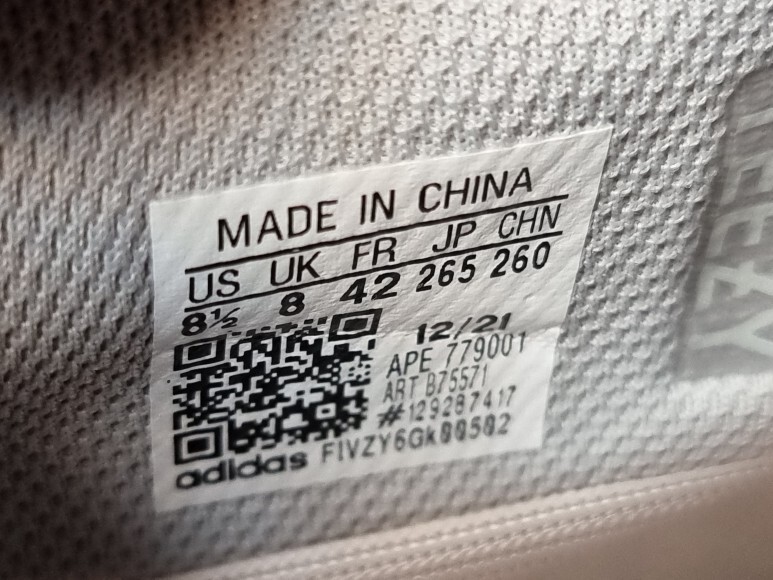 MADE IN CHINA
US UK FR JP CHN
8½ 8 42 265 260
12/21
APE 779001
ART B75571
#129287417
adidas FIVZY6Gk00502